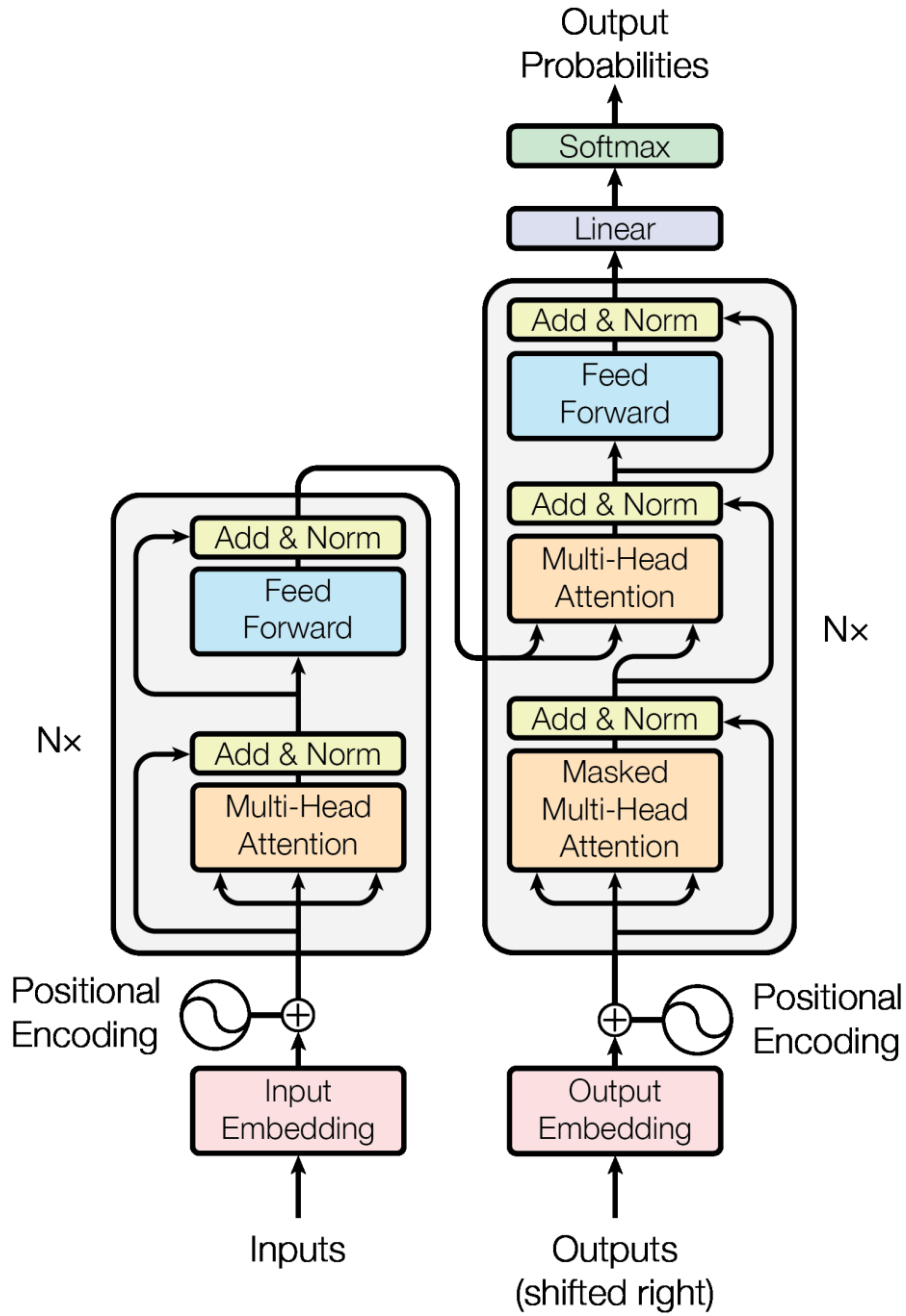 Output
Probabilities
Softmax
Linear
Add & Norm
Feed
Forward
Add & Norm
Multi-Head
Attention
Add & Norm
Masked
Multi-Head
Attention
N×
Add & Norm
Feed
Forward
Add & Norm
Multi-Head
Attention
N×
Positional
Encoding
Positional
Encoding
Input
Embedding
Output
Embedding
Inputs
Outputs
(shifted right)